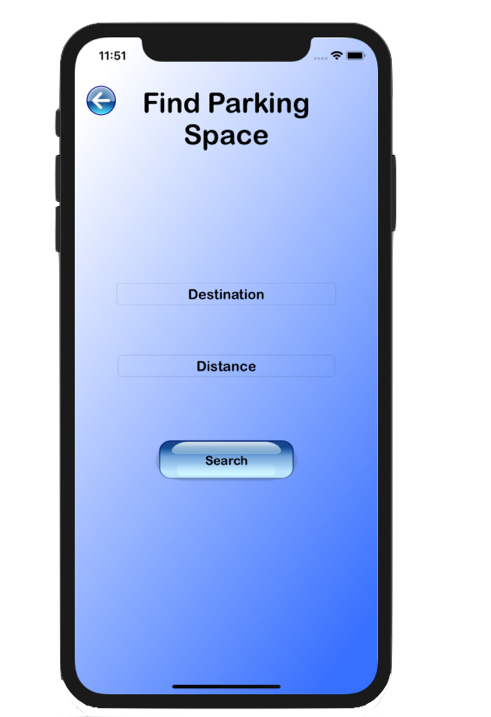 11:51
Find Parking
Space
Destination
Distance
Search